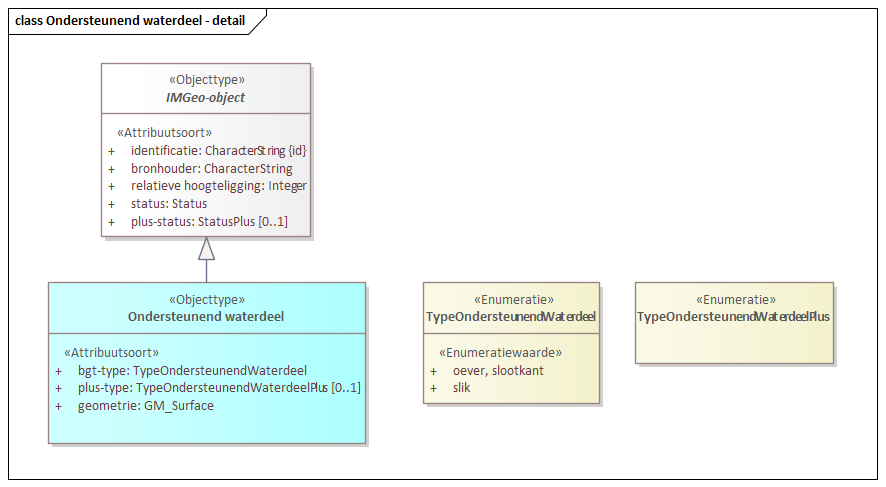 class Ondersteunend waterdeel - detail
«Objecttype»
IMGeo-object
«Attribuutsoort»
+ identificatie: CharacterString {id}
+ bronhouder: CharacterString
+ relatieve hoogteligging: Integer
+ status: Status
+ plus-status: StatusPlus [0..1]
«Objecttype»
Ondersteunend waterdeel
«Attribuutsoort»
+ bgt-type: TypeOndersteunendWaterdeel
+ plus-type: TypeOndersteunendWaterdeelPlus [0..1]
+ geometrie: GM_Surface
«Enumeratie»
TypeOndersteunendWaterdeel
«Enumeratiewaarde»
+ oever, slootkant
+ slik
«Enumeratie»
TypeOndersteunendWaterdeelPlus